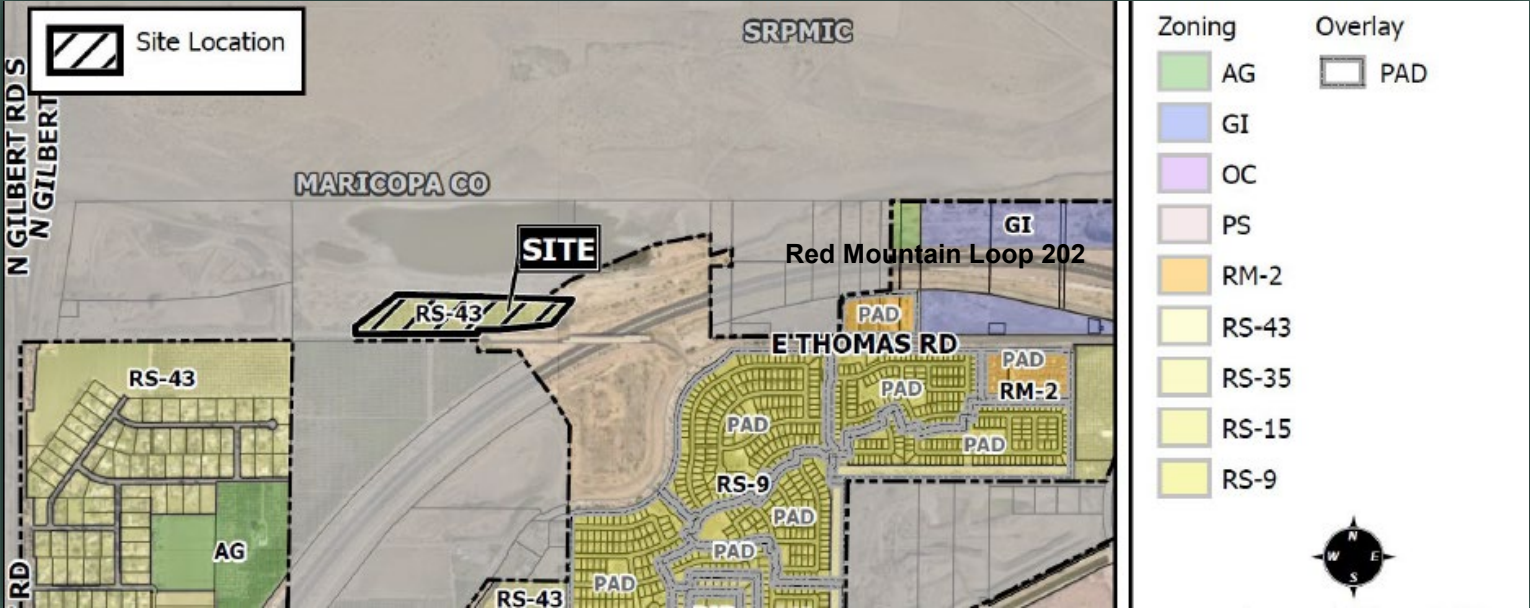 Site Location
SRPMIC
N GILBERT RD S
N GILBERT
MARICOPA CO
SITE
RS-43
GI
Red Mountain Loop 202
PAD
E THOMAS RD
RS-43
PAD
RM-2
PAD
PAD
PAD
RS-9
PAD
AG
PAD
PAD
RS-43
RD
Zoning
AG
GI
OC
PS
RM-2
RS-43
RS-35
RS-15
RS-9
Overlay
PAD
N
W E
S